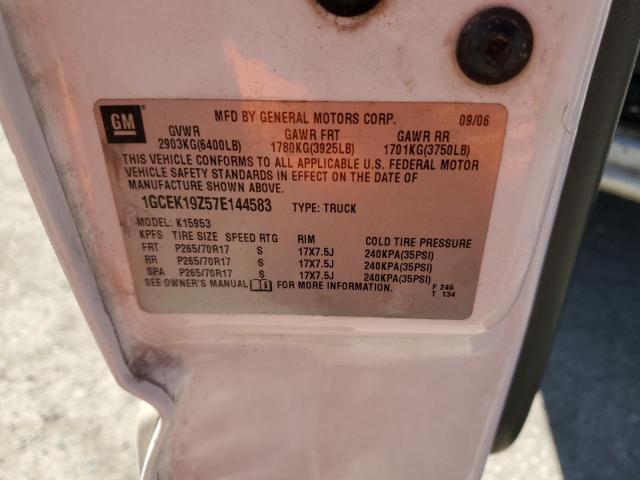 GM
MFD BY GENERAL MOTORS CORP. 09/06
GVWR GAWR FRT GAWR RR
2903KG(6400LB) 1780KG(3925LB) 1701KG(3750LB)
THIS VEHICLE CONFORMS TO ALL APPLICABLE U.S. FEDERAL MOTOR
VEHICLE SAFETY STANDARDS IN EFFECT ON THE DATE OF
MANUFACTURE SHOWN ABOVE.
1GCEK19Z57E144583 TYPE: TRUCK
MODEL: K15953
KPFS TIRE SIZE SPEED RTG RIM COLD TIRE PRESSURE
FRT P265/70R17 S 17X7.5J 240KPA(35PSI)
RR P265/70R17 S 17X7.5J 240KPA(35PSI)
SPA P265/70R17 S 17X7.5J 240KPA(35PSI)
SEE OWNER'S MANUAL FOR MORE INFORMATION. F 246
T 134